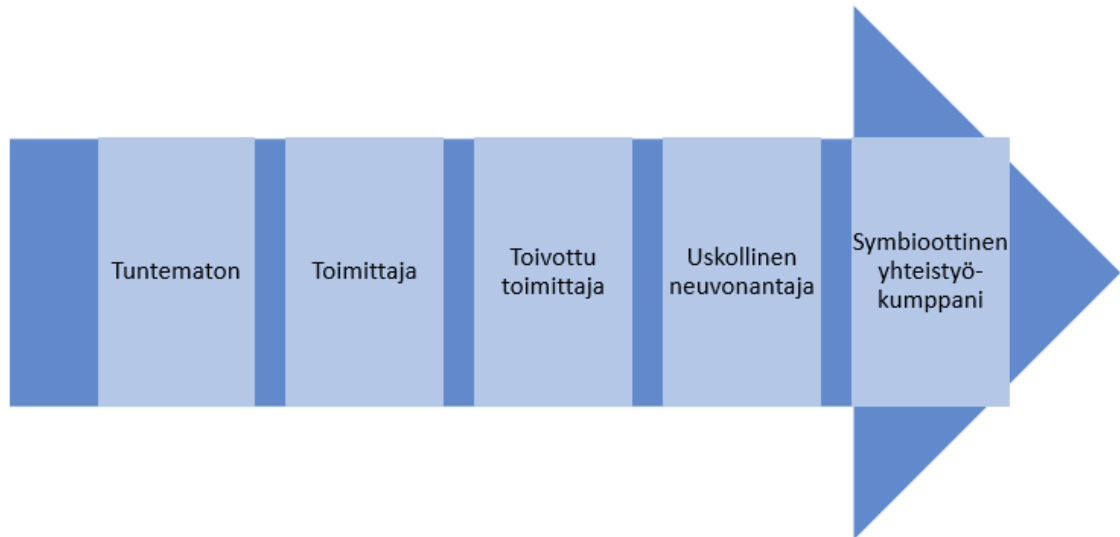 Tuntematon
Toimittaja
Toivottu
toimittaja
Uskollinen
neuvonantaja
Symbioottinen
yhteistyö-
kumppani